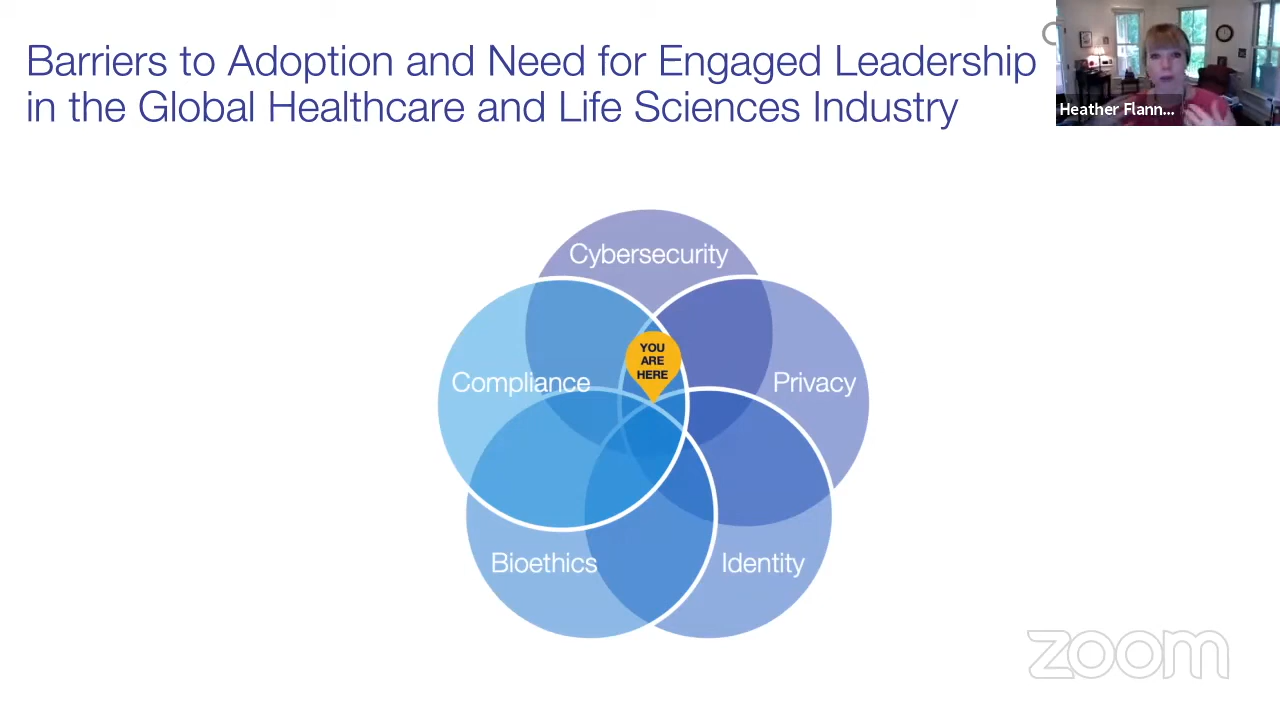 Barriers to Adoption and Need for Engaged Leadership
in the Global Healthcare and Life Sciences Industry
Heather Flann...
Cybersecurity
YOU
ARE
HERE
Compliance
Privacy
Bioethics
Identity
zoom